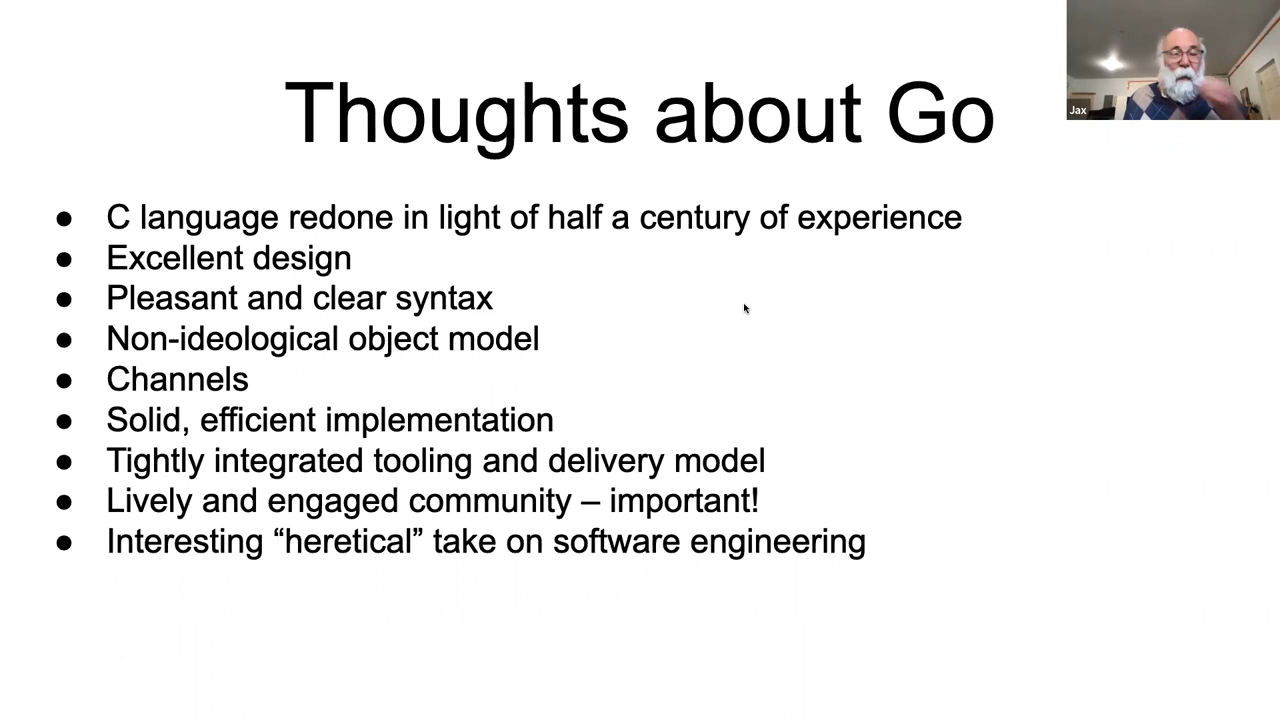 Thoughts about Go
Jax
● C language redone in light of half a century of experience
● Excellent design
● Pleasant and clear syntax
● Non-ideological object model
● Channels
● Solid, efficient implementation
● Tightly integrated tooling and delivery model
● Lively and engaged community – important!
● Interesting “heretical” take on software engineering